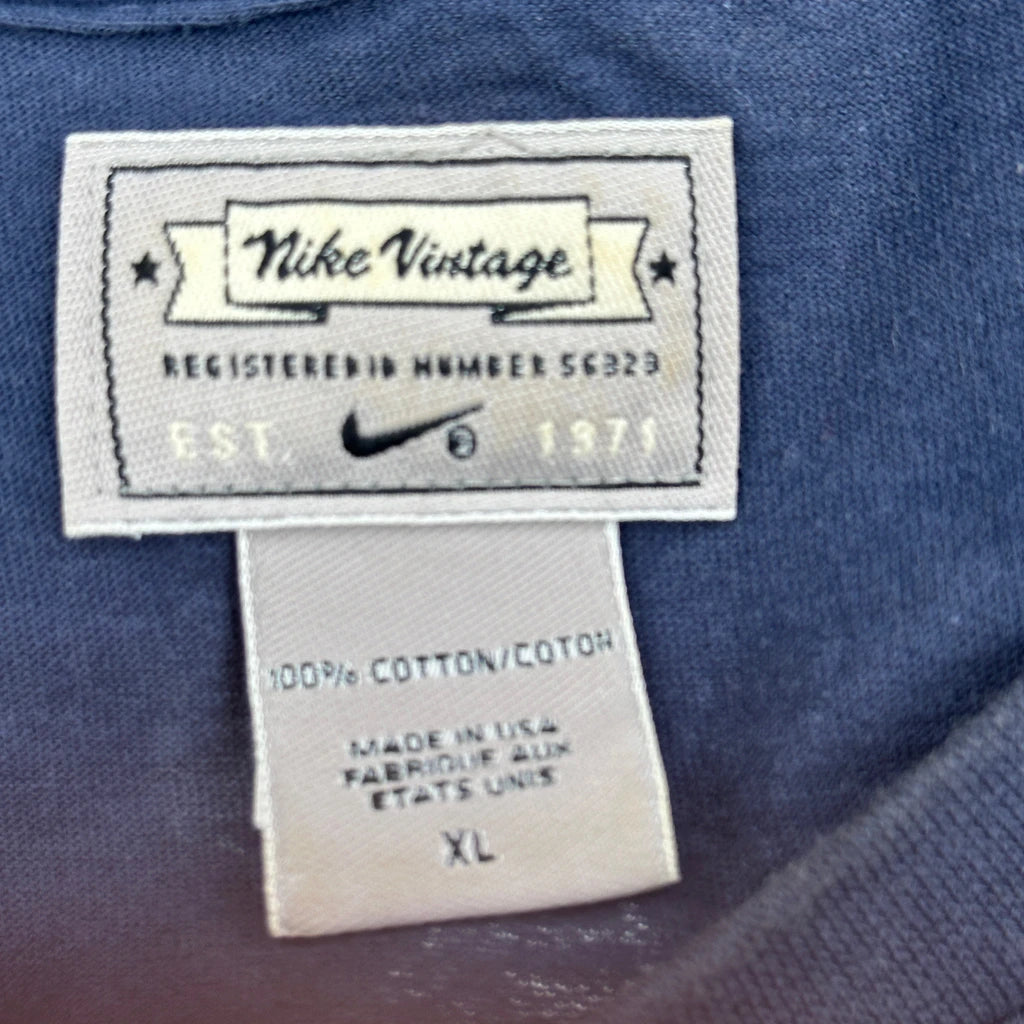 Nike Vintage
REGISTERED ID NUMBER 56323
EST. 1971
®
100% COTTON/COTON
MADE IN USA
FABRIQUE AUX
ETATS UNIS
XL